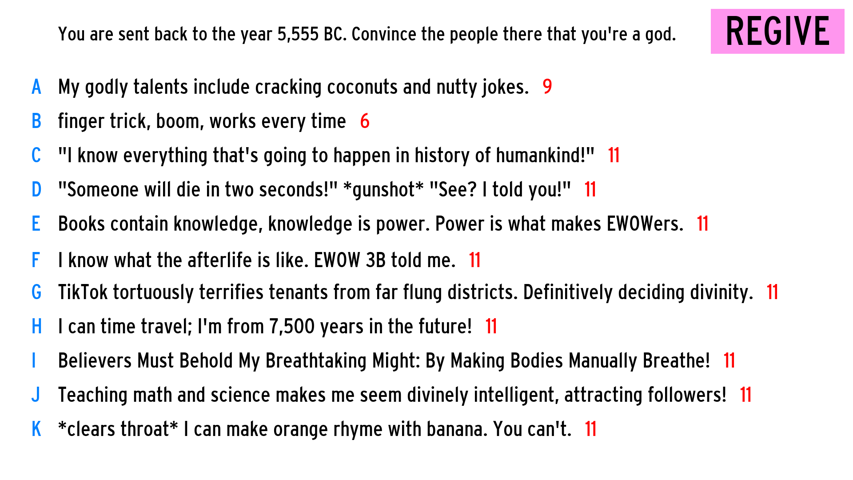 You are sent back to the year 5,555 BC. Convince the people there that you're a god.
REGIVE
A My godly talents include cracking coconuts and nutty jokes. 9
B finger trick, boom, works every time 6
C "I know everything that's going to happen in history of humankind!" 11
D "Someone will die in two seconds!" *gunshot* "See? I told you!" 11
E Books contain knowledge, knowledge is power. Power is what makes EWOWers. 11
F I know what the afterlife is like. EWOW 3B told me. 11
G TikTok tortuously terrifies tenants from far flung districts. Definitively deciding divinity. 11
H I can time travel; I'm from 7,500 years in the future! 11
I Believers Must Behold My Breathtaking Might: By Making Bodies Manually Breathe! 11
J Teaching math and science makes me seem divinely intelligent, attracting followers! 11
K *clears throat* I can make orange rhyme with banana. You can't. 11